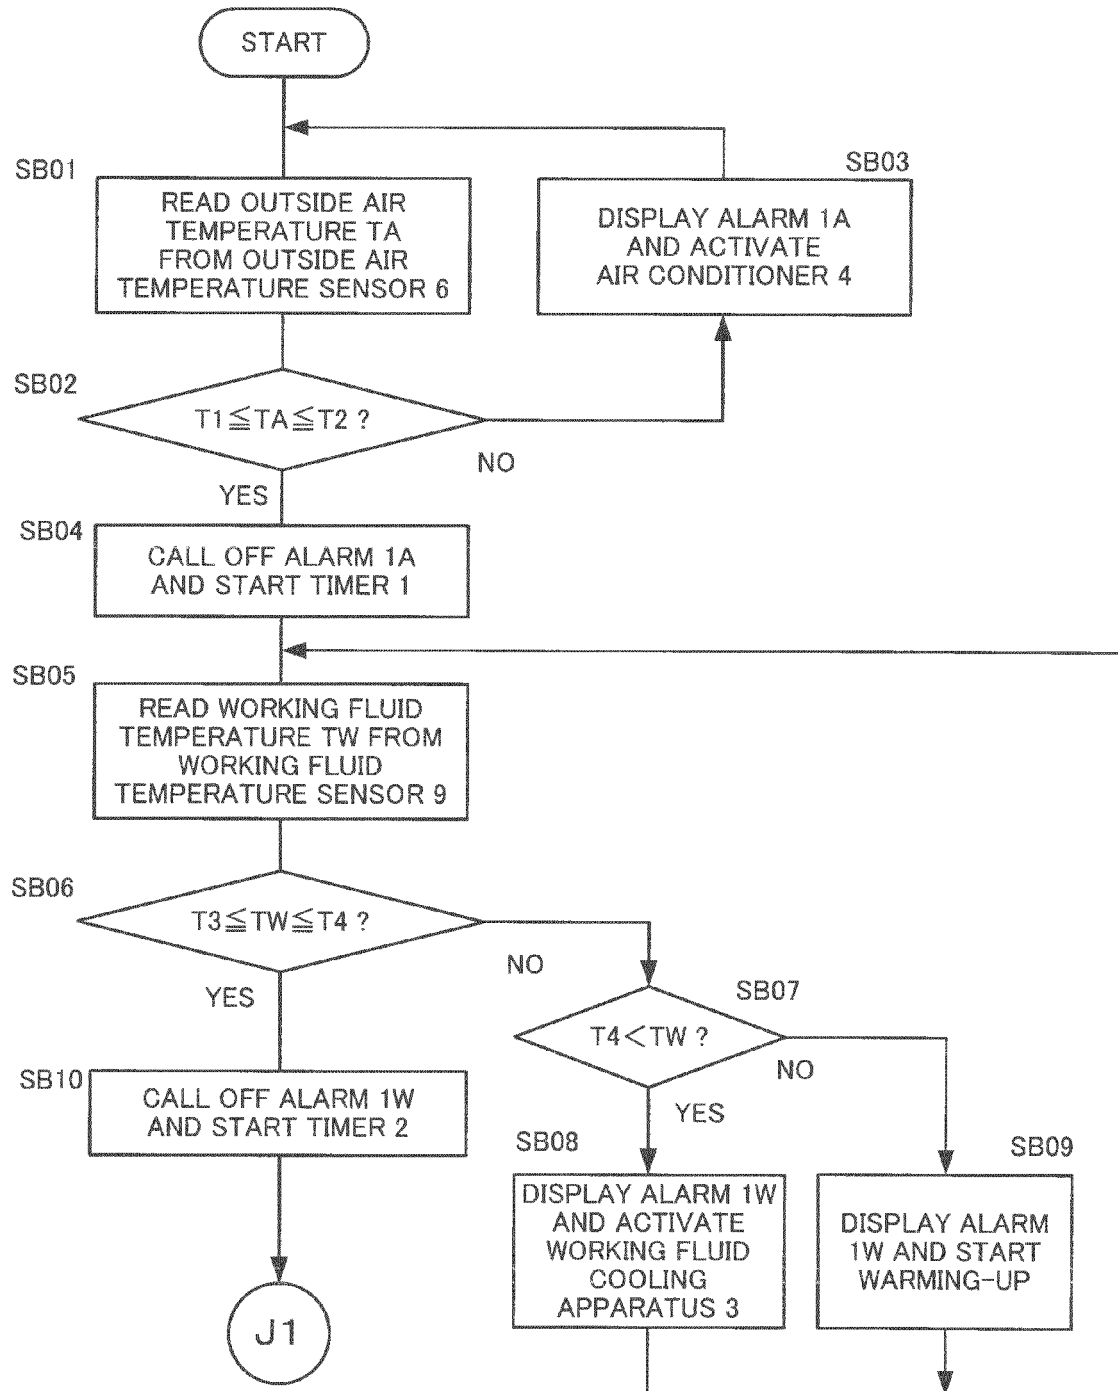 START
SB01
READ OUTSIDE AIR
TEMPERATURE TA
FROM OUTSIDE AIR
TEMPERATURE SENSOR 6
SB03
DISPLAY ALARM 1A
AND ACTIVATE
AIR CONDITIONER 4
SB02
T1≦TA≦T2 ?
NO
YES
SB04
CALL OFF ALARM 1A
AND START TIMER 1
SB05
READ WORKING FLUID
TEMPERATURE TW FROM
WORKING FLUID
TEMPERATURE SENSOR 9
SB06
T3≦TW≦T4 ?
NO
YES
SB07
T4<TW ?
NO
YES
SB10
CALL OFF ALARM 1W
AND START TIMER 2
SB08
DISPLAY ALARM 1W
AND ACTIVATE
WORKING FLUID
COOLING
APPARATUS 3
SB09
DISPLAY ALARM
1W AND START
WARMING-UP
J1